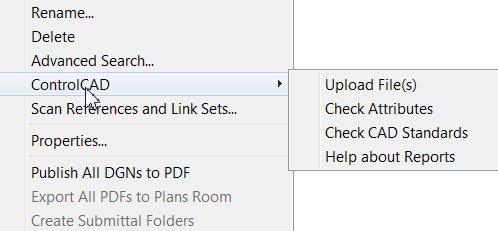 Rename...
Delete
Advanced Search...
ControlCAD
Upload File(s)
Check Attributes
Check CAD Standards
Help about Reports
Scan References and Link Sets...
Properties...
Publish All DGNs to PDF
Export All PDFs to Plans Room
Create Submittal Folders